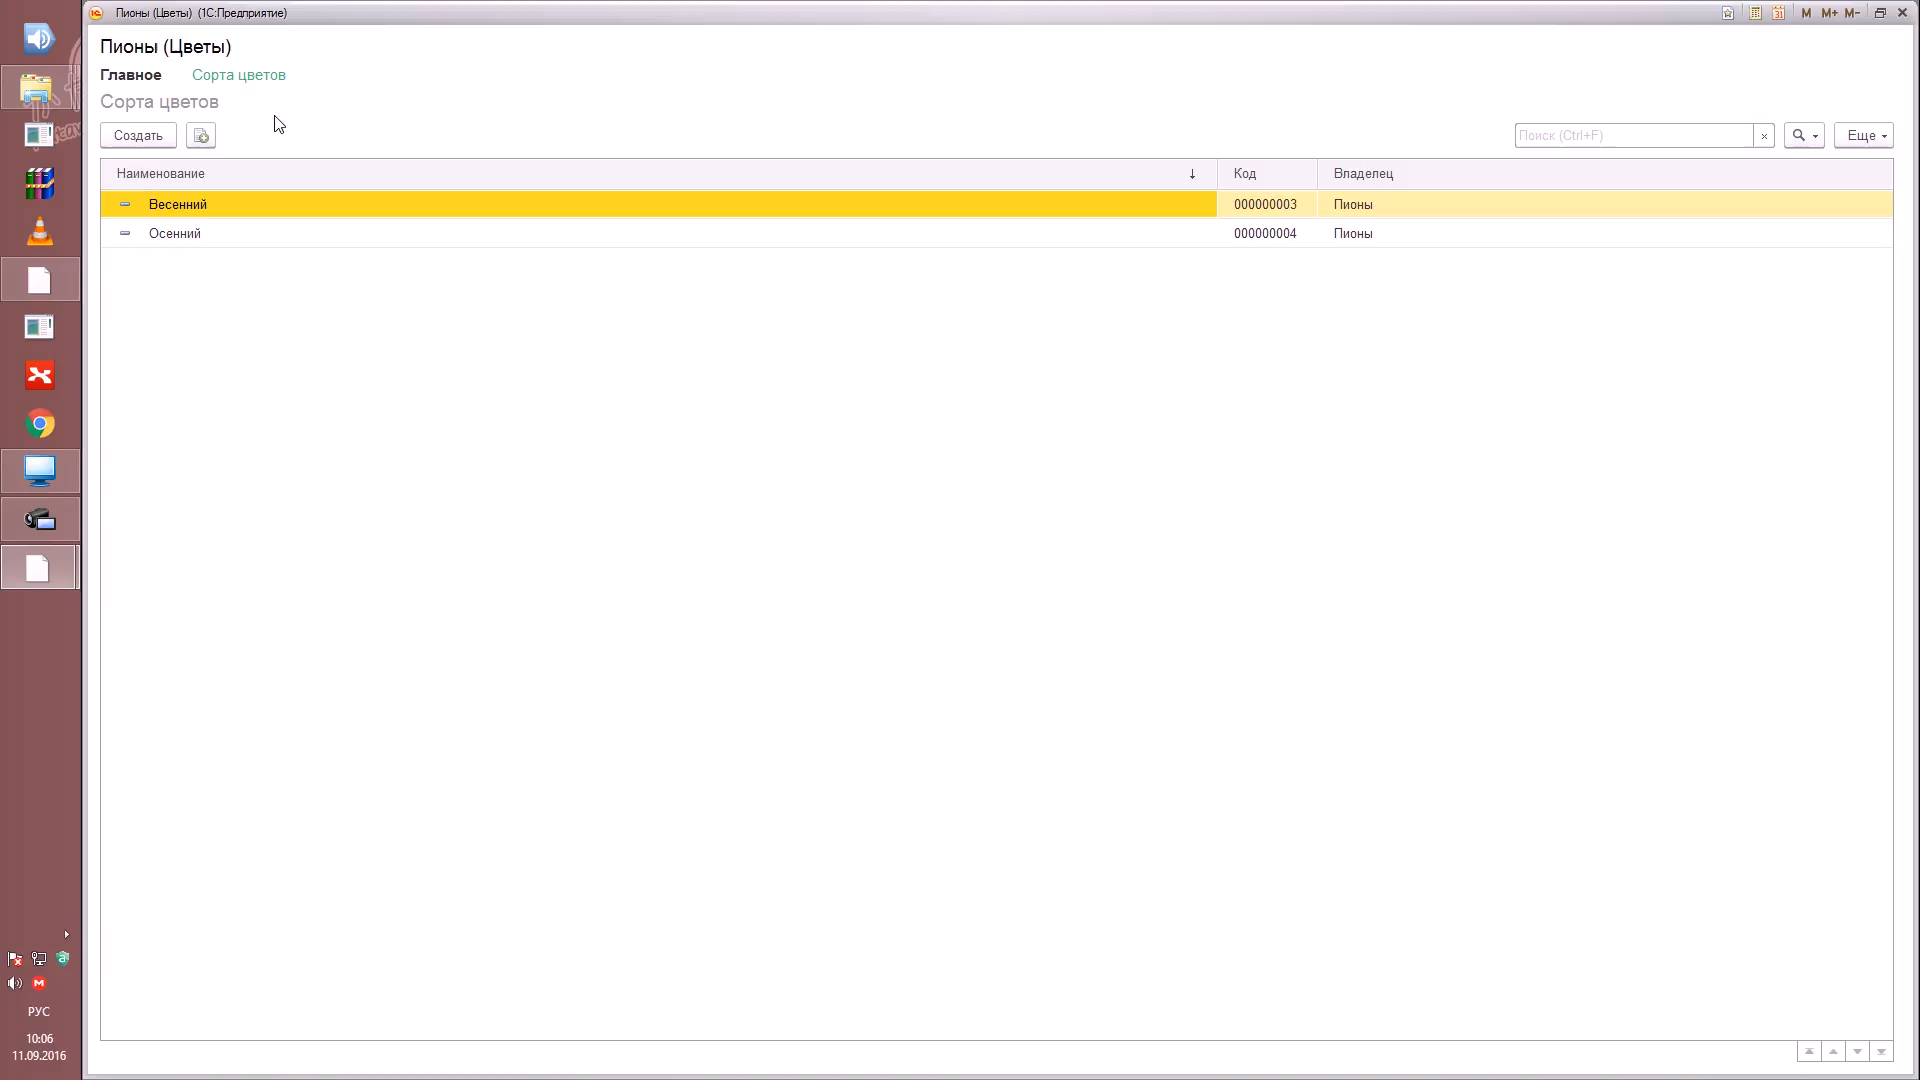 Пионы (Цветы) (1С:Предприятие)
M M+ M-
Пионы (Цветы)
Главное Сорта цветов
Сорта цветов
Создать Поиск (Ctrl+F) × Еще
Наименование ↓ Код Владелец
Весенний 000000003 Пионы
Осенний 000000004 Пионы
РУС
10:06
11.09.2016